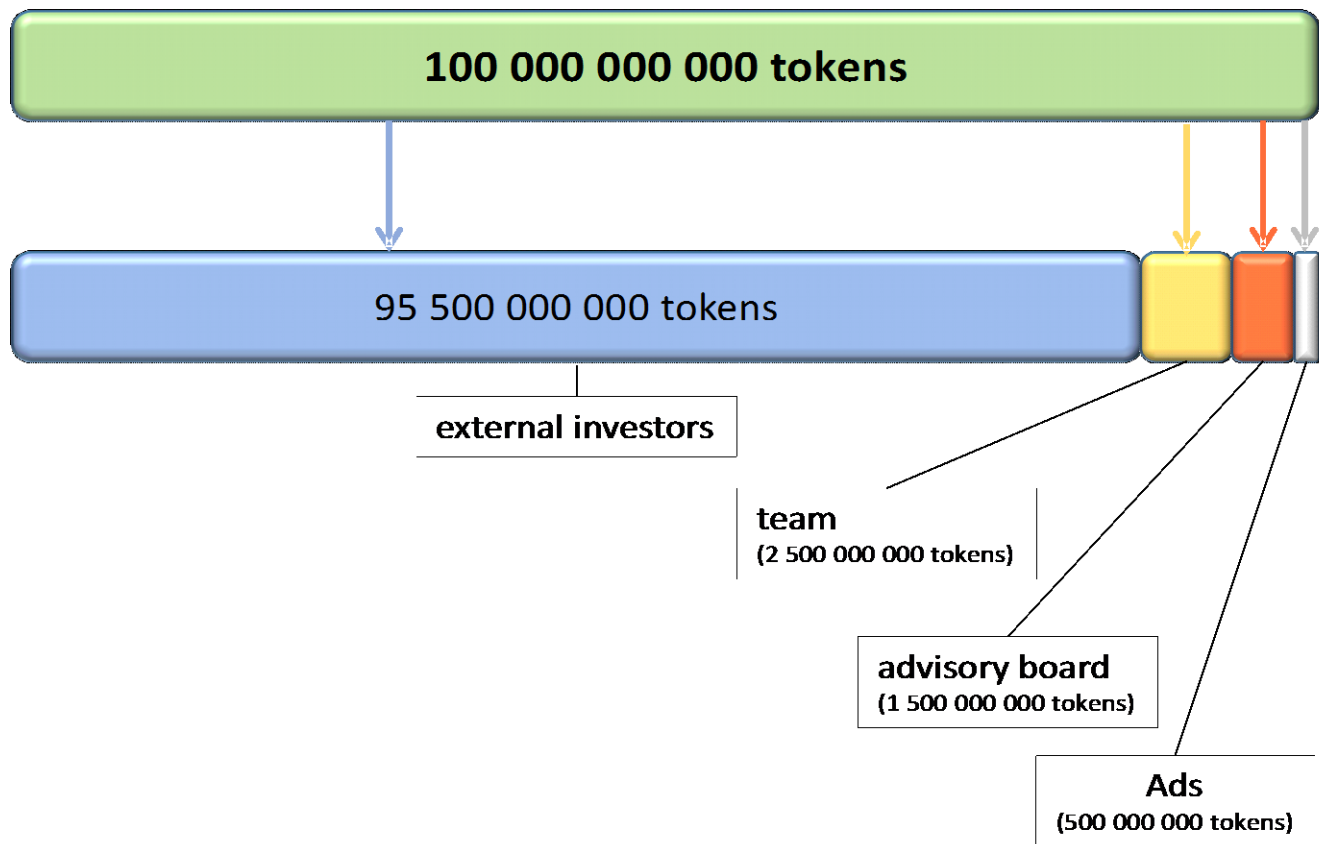 100 000 000 000 tokens
95 500 000 000 tokens
external investors
team
(2 500 000 000 tokens)
advisory board
(1 500 000 000 tokens)
Ads
(500 000 000 tokens)